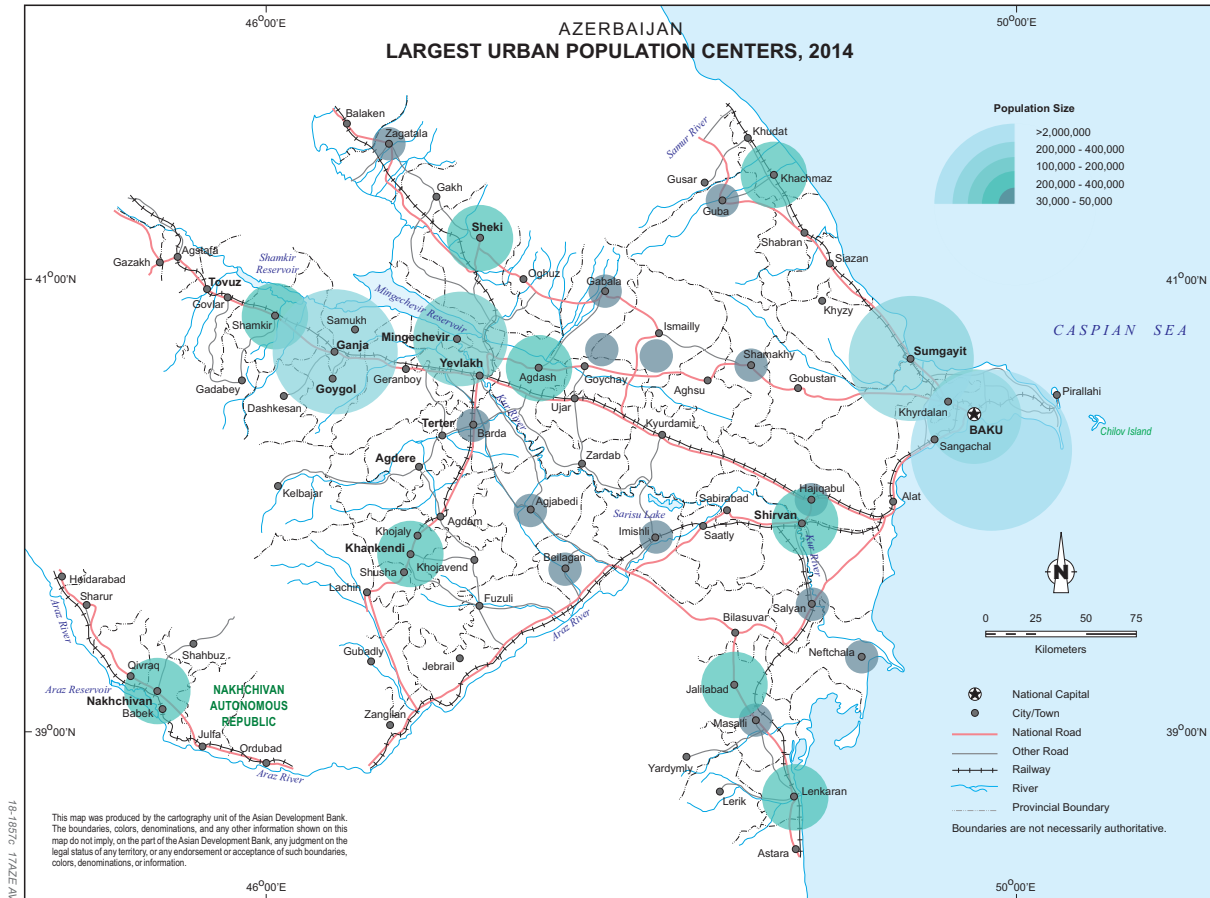 AZERBAIJAN
LARGEST URBAN POPULATION CENTERS, 2014
46°00'E
50°00'E
Population Size
>2,000,000
200,000 - 400,000
100,000 - 200,000
200,000 - 400,000
30,000 - 50,000
Balaken
Zagatala
Samur River
Khudat
Gusar
Khachmaz
Gakh
Guba
Sheki
Shabran
Agstafa
Gazakh
Shamkir
Reservoir
Siazan
41°00'N
41°00'N
Tovuz
Oghuz
Govlar
Mingechevir Reservoir
Gabala
Khyzy
Shamkir
Samukh
Mingechevir
Ismailly
CASPIAN SEA
Ganja
Sumgayit
Yevlakh
Agdash
Shamakhy
Goygol
Geranboy
Goychay
Aghsu
Gobustan
Gadabey
Dashkesan
Ujar
Khyrdalan
Pirallahi
Kur River
Terter
Barda
Kyurdamir
BAKU
Chilov Island
Sangachal
Agdere
Zardab
Kelbajar
Hajiqabul
Alat
Agjabedi
Sarisu Lake
Sabirabad
Shirvan
Agdam
Khojaly
Imishli
Saatly
Khankendi
Kur River
Khojavend
Beilagan
Shusha
Heidarabad
Lachin
Sharur
Fuzuli
Salyan
Araz River
Araz River
Bilasuvar
N
0 25 50 75
Kilometers
Shahbuz
Gubadly
Jebrail
Neftchala
Qivraq
Araz Reservoir
NAKHCHIVAN
AUTONOMOUS
REPUBLIC
Jalilabad
Nakhchivan
Babek
Zangilan
Masalli
39°00'N
39°00'N
Julfa
Ordubad
Araz River
Yardymly
Lerik
Lenkaran
Astara
National Capital
City/Town
National Road
Other Road
Railway
River
Provincial Boundary
Boundaries are not necessarily authoritative.
This map was produced by the cartography unit of the Asian Development Bank.
The boundaries, colors, denominations, and any other information shown on this
map do not imply, on the part of the Asian Development Bank, any judgment on the
legal status of any territory, or any endorsement or acceptance of such boundaries,
colors, denominations, or information.
18-1857c 17AZE AV
46°00'E
50°00'E